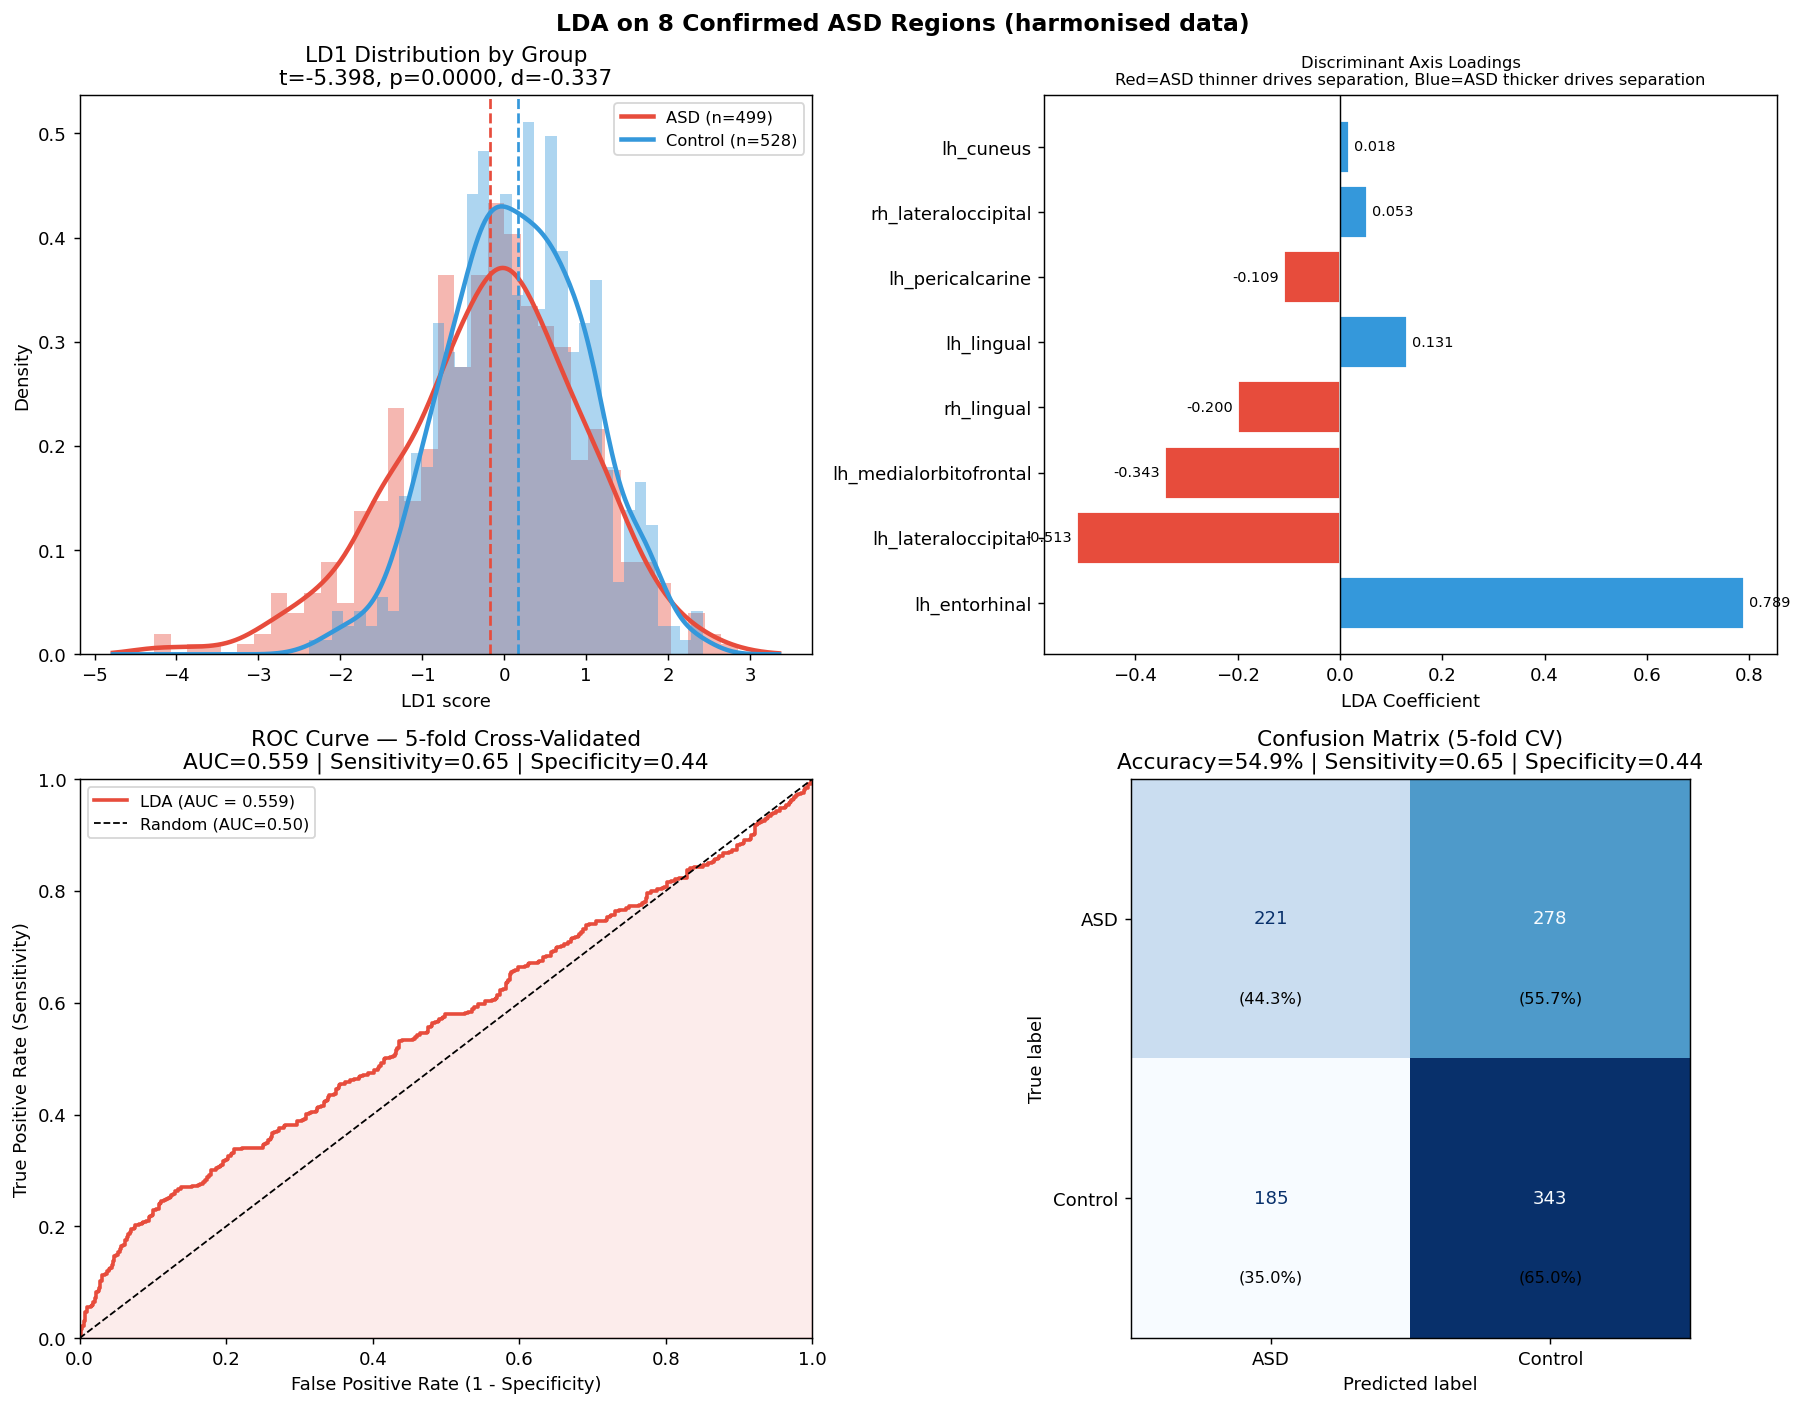 LDA on 8 Confirmed ASD Regions (harmonised data)
LD1 Distribution by Group
t=-5.398, p=0.0000, d=-0.337
ASD (n=499)
Control (n=528)
0.5
0.4
0.3
0.2
0.1
0.0
Density
−5 −4 −3 −2 −1 0 1 2 3
LD1 score
Discriminant Axis Loadings
Red=ASD thinner drives separation, Blue=ASD thicker drives separation
lh_cuneus 0.018
rh_lateraloccipital 0.053
lh_pericalcarine -0.109
lh_lingual 0.131
rh_lingual -0.200
lh_medialorbitofrontal -0.343
lh_lateraloccipital -0.513
lh_entorhinal 0.789
−0.4 −0.2 0.0 0.2 0.4 0.6 0.8
LDA Coefficient
ROC Curve — 5-fold Cross-Validated
AUC=0.559 | Sensitivity=0.65 | Specificity=0.44
LDA (AUC = 0.559)
Random (AUC=0.50)
1.0
0.8
0.6
0.4
0.2
0.0
True Positive Rate (Sensitivity)
0.0 0.2 0.4 0.6 0.8 1.0
False Positive Rate (1 - Specificity)
Confusion Matrix (5-fold CV)
Accuracy=54.9% | Sensitivity=0.65 | Specificity=0.44
ASD 221 278
(44.3%) (55.7%)
True label
Control 185 343
(35.0%) (65.0%)
ASD Control
Predicted label